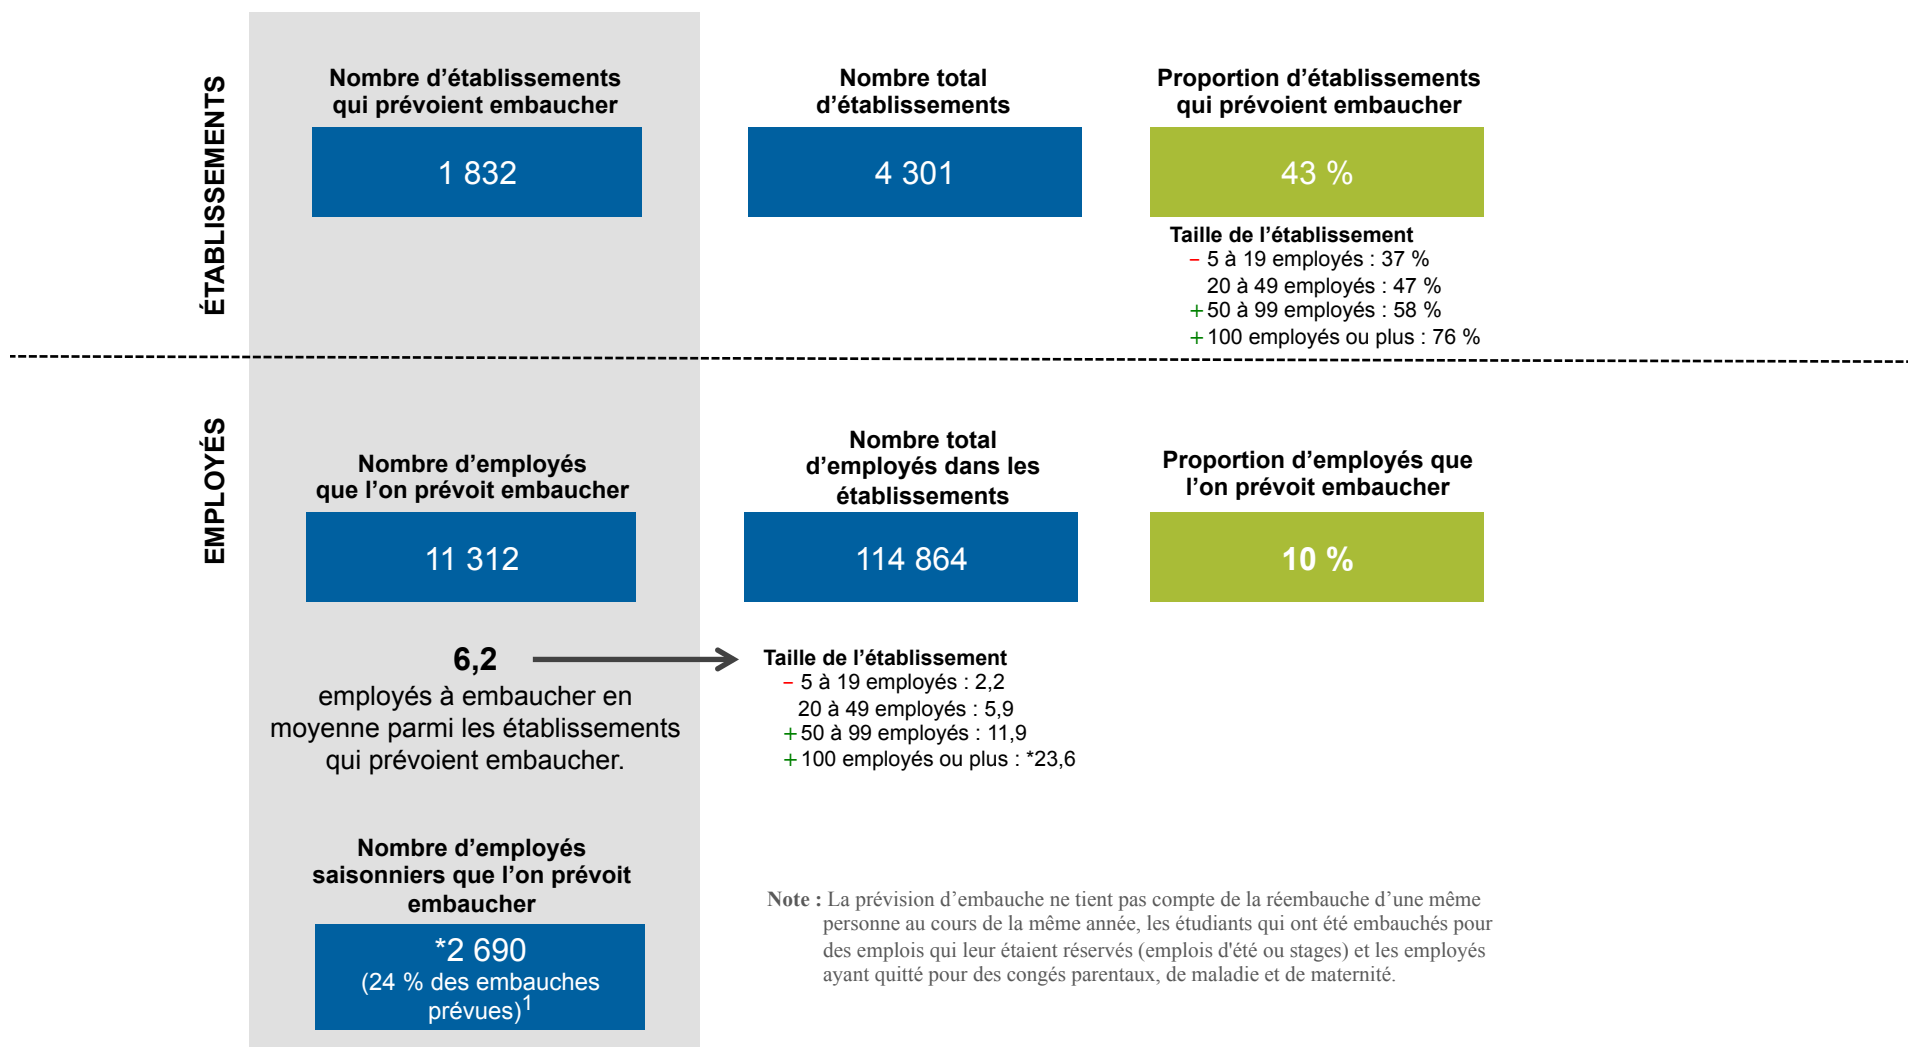 ÉTABLISSEMENTS
Nombre d’établissements
qui prévoient embaucher
1 832
Nombre total
d’établissements
4 301
Proportion d’établissements
qui prévoient embaucher
43 %
Taille de l’établissement
– 5 à 19 employés : 37 %
20 à 49 employés : 47 %
+ 50 à 99 employés : 58 %
+ 100 employés ou plus : 76 %
EMPLOYÉS
Nombre d’employés
que l’on prévoit embaucher
11 312
Nombre total
d’employés dans les
établissements
114 864
Proportion d’employés que
l’on prévoit embaucher
10 %
6,2
employés à embaucher en
moyenne parmi les établissements
qui prévoient embaucher.
Taille de l’établissement
– 5 à 19 employés : 2,2
20 à 49 employés : 5,9
+ 50 à 99 employés : 11,9
+ 100 employés ou plus : *23,6
Nombre d’employés
saisonniers que l’on prévoit
embaucher
*2 690
(24 % des embauches
prévues)1
Note : La prévision d’embauche ne tient pas compte de la réembauche d’une même
personne au cours de la même année, les étudiants qui ont été embauchés pour
des emplois qui leur étaient réservés (emplois d'été ou stages) et les employés
ayant quitté pour des congés parentaux, de maladie et de maternité.